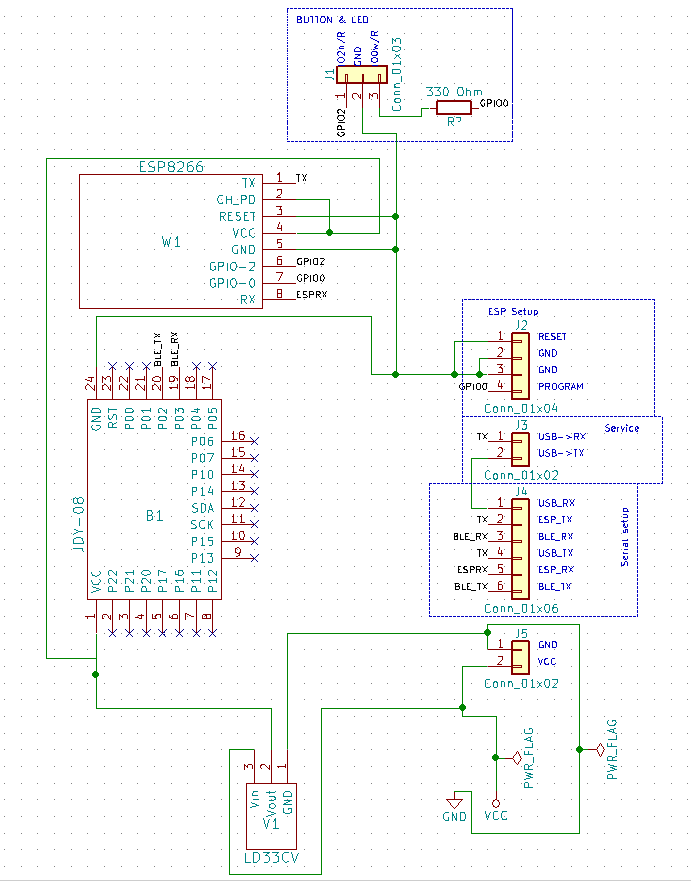 BUTTON & LED
02n/R
GND
00w/R
J1
Conn_01x03
1
2
3
GPIO2
330 Ohm
GPIO0
R?
ESP8266
W1
TX 1 TX
CH_PD 2
RESET 3
VCC 4
GND 5
GPIO-2 6 GPIO2
GPIO-0 7 GPIO0
RX 8 ESPRX
BLE_TX
BLE_RX
24 23 22 21 20 19 18 17
GND RST P00 P01 P02 P03 P04 P05
P06 16
P07 15
P10 14
P14 13
SDA 12
SCK 11
P15 10
P13 9
JDY-08
B1
VCC P22 P21 P20 P17 P16 P11 P12
1 2 3 4 5 6 7 8
ESP Setup
J2
1 RESET
2 GND
3 GND
GPIO0 4 PROGRAM
Conn_01x04
Service
J3
TX 1 USB->RX
2 USB->TX
Conn_01x02
J4
1 USB_RX
TX 2 ESP_TX
BLE_RX 3 BLE_RX
TX 4 USB_TX
ESPRX 5 ESP_RX
BLE_TX 6 BLE_TX
Conn_01x06
Serial setup
J5
1 GND
2 VCC
Conn_01x02
PWR_FLAG
PWR_FLAG
GND
VCC
3 2 1
Vin Vout GND
V1
LD33CV